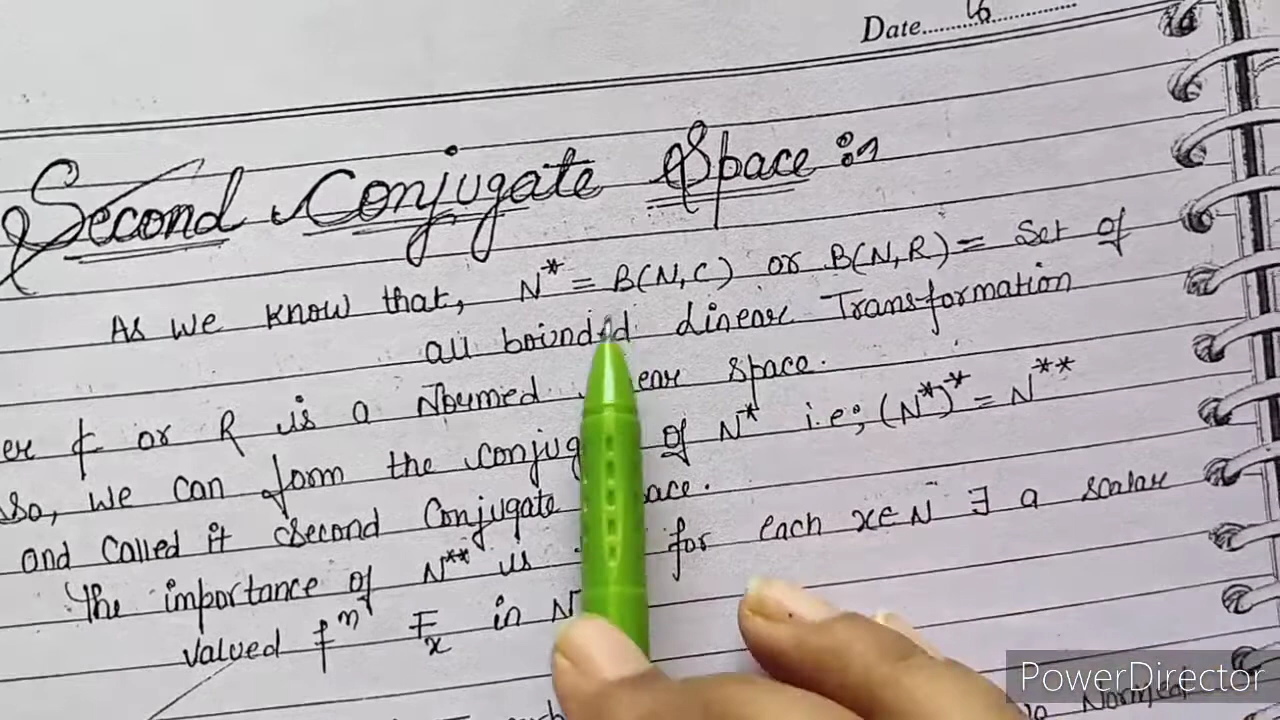 Date.......... 16
Second Conjugate Space :-
As we know that, N* = B(N,C) or B(N,R) = Set of
all bounded linear Transformation
or R is a Normed space.
So, we can form the of N* i.e; (N*)* = N**
and called it second Conjugate
The importance of N** is for each x∈N ∃ a scalar
valued fⁿ Fₓ in
PowerDirector